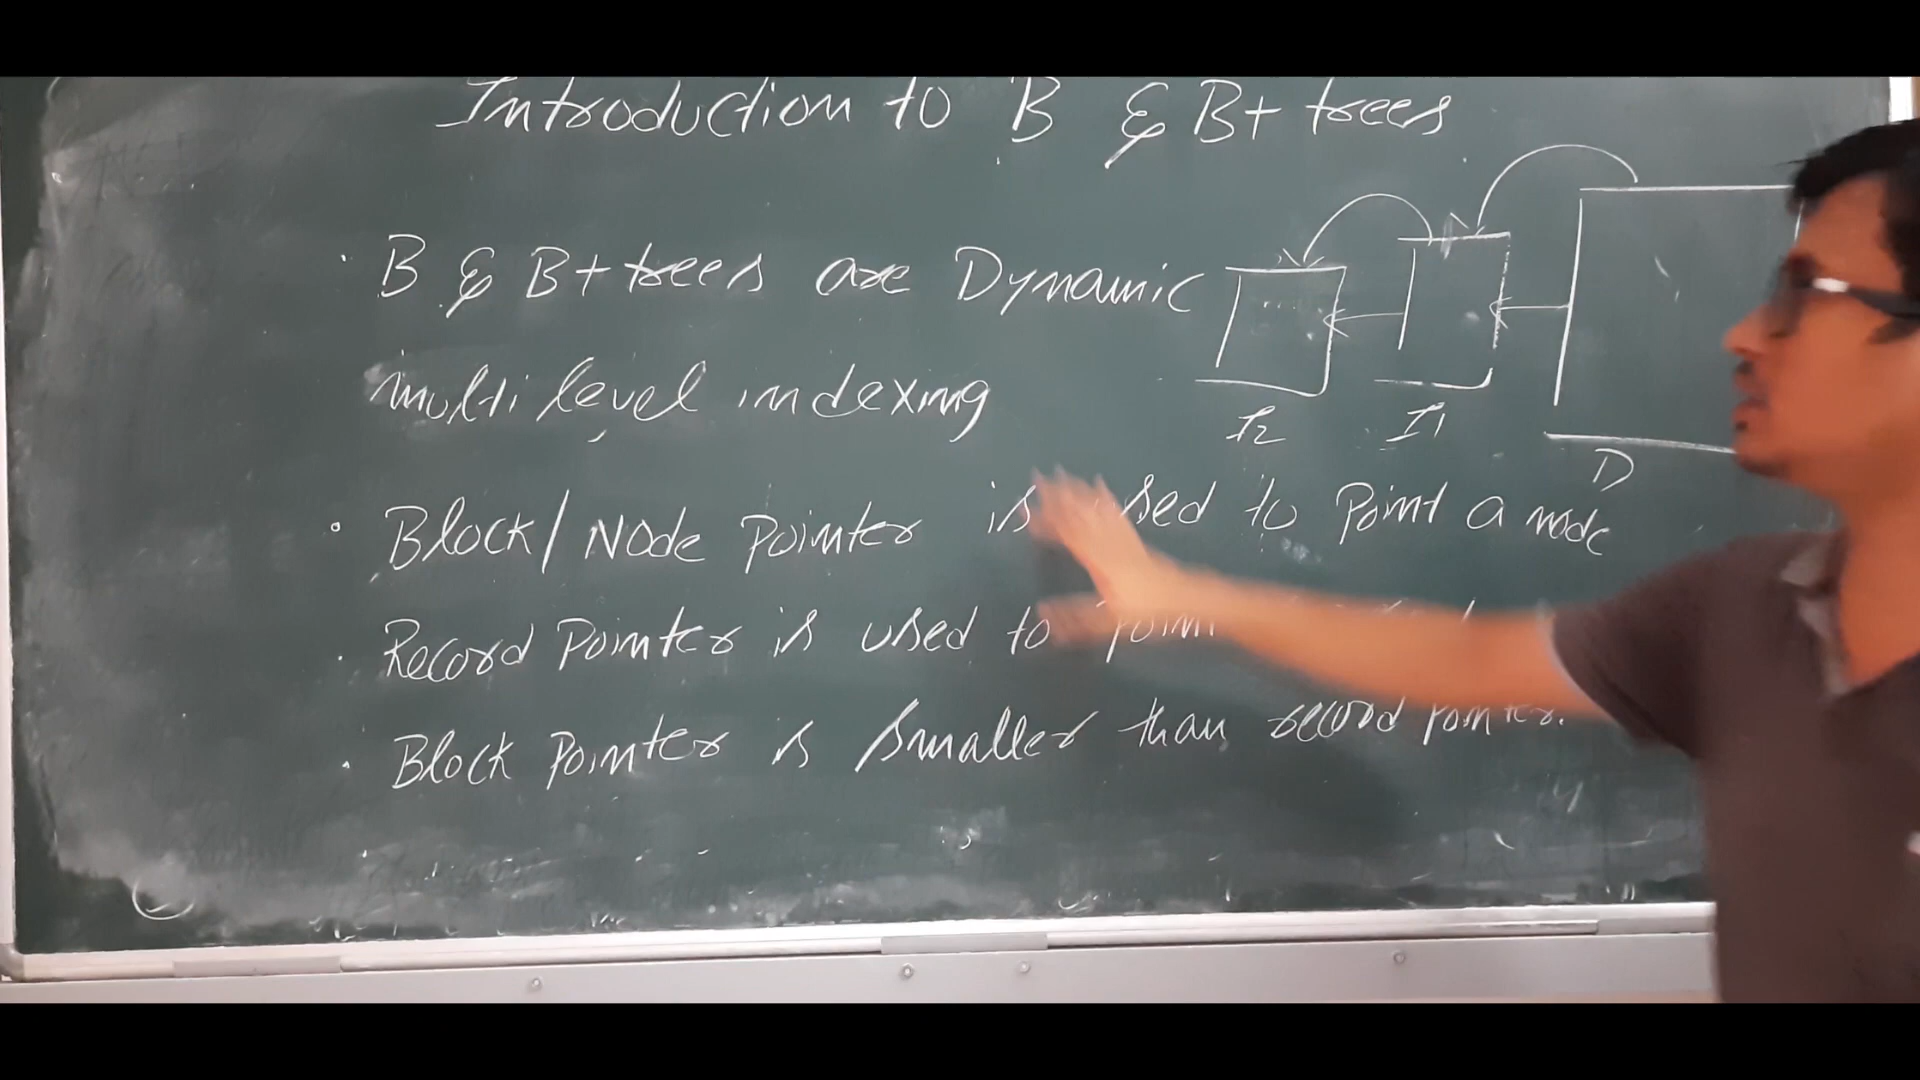 Introduction to B & B+ trees
B & B+ trees are Dynamic
multi level indexing
I2 I1 D
Block/Node Pointer is used to Point a node
Record Pointer is used to Point
Block Pointer is smaller than record pointer.